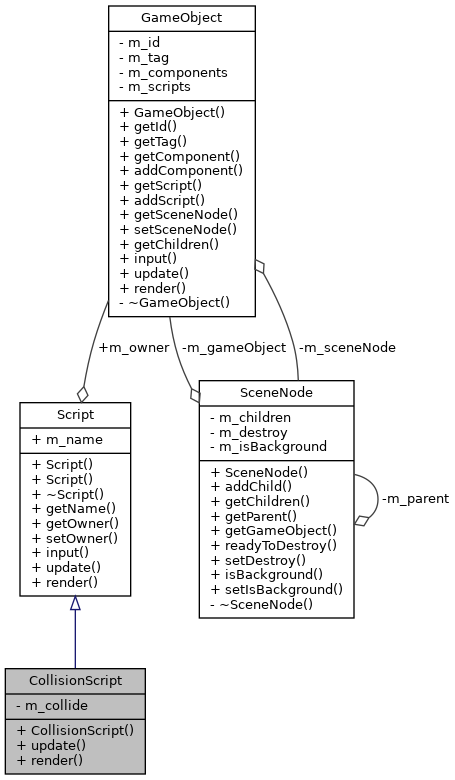 GameObject
- m_id
- m_tag
- m_components
- m_scripts
+ GameObject()
+ getId()
+ getTag()
+ getComponent()
+ addComponent()
+ getScript()
+ addScript()
+ getSceneNode()
+ setSceneNode()
+ getChildren()
+ input()
+ update()
+ render()
- ~GameObject()
+m_owner
-m_gameObject
-m_sceneNode
SceneNode
- m_children
- m_destroy
- m_isBackground
+ SceneNode()
+ addChild()
+ getChildren()
+ getParent()
+ getGameObject()
+ readyToDestroy()
+ setDestroy()
+ isBackground()
+ setIsBackground()
- ~SceneNode()
-m_parent
Script
+ m_name
+ Script()
+ Script()
+ ~Script()
+ getName()
+ getOwner()
+ setOwner()
+ input()
+ update()
+ render()
CollisionScript
- m_collide
+ CollisionScript()
+ update()
+ render()